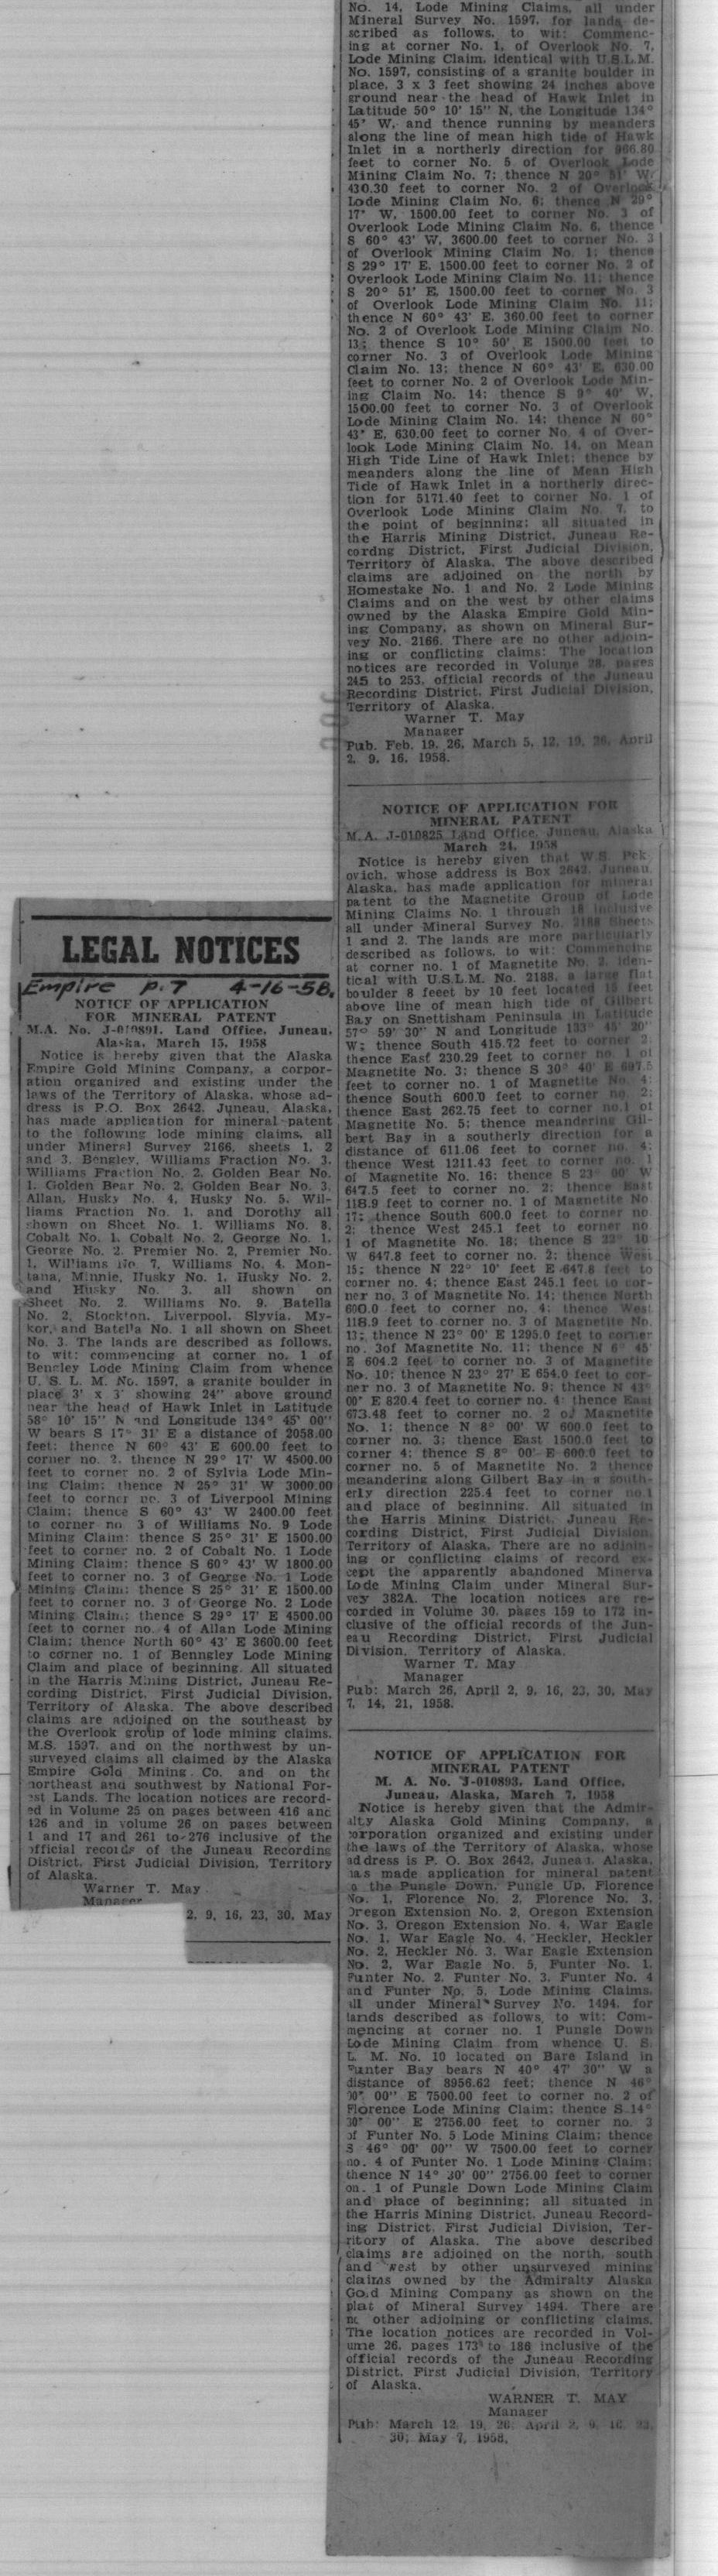 LEGAL NOTICES
Empire p. 7 4-16-58.
NOTICE OF APPLICATION
FOR MINERAL PATENT
M.A. No. J-010891. Land Office, Juneau,
Alaska, March 15, 1958
Notice is hereby given that the Alaska
Empire Gold Mining Company, a corpor-
ation organized and existing under the
laws of the Territory of Alaska, whose ad-
dress is P.O. Box 2642, Juneau, Alaska,
has made application for mineral patent
to the following lode mining claims, all
under Mineral Survey 2166, sheets 1, 2
and 3. Bengley, Williams Fraction No. 3,
Williams Fraction No. 2, Golden Bear No.
1, Golden Bear No. 2, Golden Bear No. 3,
Allan, Husky No. 4, Husky No. 5, Wil-
liams Fraction No. 1, and Dorothy all
shown on Sheet No. 1. Williams No. 8,
Cobalt No. 1, Cobalt No. 2, George No. 1,
George No. 2, Premier No. 2, Premier No.
1, Williams No 7, Williams No. 4, Mon-
tana, Minnie, Husky No. 1, Husky No. 2,
and Husky No. 3, all shown on
Sheet No. 2. Williams No. 9, Batella
No. 2, Stockton, Liverpool, Slyvia, My-
kor, and Batella No. 1 all shown on Sheet
No. 3. The lands are described as follows,
to wit: commencing at corner no. 1 of
Bengley Lode Mining Claim from whence
U. S. L. M. No. 1597, a granite boulder in
place 3' x 3' showing 24" above ground
near the head of Hawk Inlet in Latitude
58° 10' 15" N and Longitude 134° 45' 00"
W bears S 17° 31' E a distance of 2058.00
feet; thence N 60° 43' E 600.00 feet to
corner no. 2, thence N 29° 17' W 4500.00
feet to corner no. 2 of Sylvia Lode Min-
ing Claim; thence N 25° 31' W 3000.00
feet to corner no. 3 of Liverpool Mining
Claim; thence S 60° 43' W 2400.00 feet
to corner no 3 of Williams No. 9 Lode
Mining Claim; thence S 25° 31' E 1500.00
feet to corner no. 2 of Cobalt No. 1 Lode
Mining Claim; thence S 60° 43' W 1800.00
feet to corner no. 3 of George No. 1 Lode
Mining Claim; thence S 25° 31' E 1500.00
feet to corner no. 3 of George No. 2 Lode
Mining Claim; thence S 29° 17' E 4500.00
feet to corner no. 4 of Allan Lode Mining
Claim; thence North 60° 43' E 3600.00 feet
to corner no. 1 of Benngley Lode Mining
Claim and place of beginning. All situated
in the Harris Mining District, Juneau Re-
cording District, First Judicial Division,
Territory of Alaska. The above described
claims are adjoined on the southeast by
the Overlook group of lode mining claims,
M.S. 1597, and on the northwest by un-
surveyed claims all claimed by the Alaska
Empire Gold Mining Co. and on the
northeast and southwest by National For-
est Lands. The location notices are record-
ed in Volume 25 on pages between 416 and
426 and in volume 26 on pages between
1 and 17 and 261 to 276 inclusive of the
official records of the Juneau Recording
District, First Judicial Division, Territory
of Alaska.
Warner T. May
Manager
2, 9, 16, 23, 30, May
No. 14, Lode Mining Claims, all under
Mineral Survey No. 1597, for lands de-
scribed as follows, to wit: Commenc-
ing at corner No. 1, of Overlook No. 7,
Lode Mining Claim, identical with U.S.L.M.
No. 1597, consisting of a granite boulder in
place, 3 x 3 feet showing 24 inches above
ground near the head of Hawk Inlet in
Latitude 50° 10' 15" N, the Longitude 134°
45' W, and thence running by meanders
along the line of mean high tide of Hawk
Inlet in a northerly direction for 966.80
feet to corner No. 5 of Overlook Lode
Mining Claim No. 7; thence N 20° 51' W,
430.30 feet to corner No. 2 of Overlook
Lode Mining Claim No. 6; thence N 29°
17' W, 1500.00 feet to corner No. 3 of
Overlook Lode Mining Claim No. 6, thence
S 60° 43' W, 3600.00 feet to corner No. 3
of Overlook Mining Claim No. 1; thence
S 29° 17' E, 1500.00 feet to corner No. 2 of
Overlook Lode Mining Claim No. 11; thence
S 20° 51' E, 1500.00 feet to corner No. 3
of Overlook Lode Mining Claim No. 11;
thence N 60° 43' E, 360.00 feet to corner
No. 2 of Overlook Lode Mining Claim No.
13; thence S 10° 50' E 1500.00 feet to
corner No. 3 of Overlook Lode Mining
Claim No. 13; thence N 60° 43' E, 630.00
feet to corner No. 2 of Overlook Lode Min-
ing Claim No. 14; thence S 9° 40' W,
1500.00 feet to corner No. 3 of Overlook
Lode Mining Claim No. 14; thence N 60°
43' E, 630.00 feet to corner No. 4 of Over-
look Lode Mining Claim No. 14, on Mean
High Tide Line of Hawk Inlet; thence by
meanders along the line of Mean High
Tide of Hawk Inlet in a northerly direc-
tion for 5171.40 feet to corner No. 1 of
Overlook Lode Mining Claim No. 7, to
the point of beginning; all situated in
the Harris Mining District, Juneau Re-
cordng District, First Judicial Division,
Territory of Alaska. The above described
claims are adjoined on the north by
Homestake No. 1 and No. 2 Lode Mining
Claims and on the west by other claims
owned by the Alaska Empire Gold Min-
ing Company, as shown on Mineral Sur-
vey No. 2166. There are no other adjoin-
ing or conflicting claims: The location
notices are recorded in Volume 28, pages
245 to 253, official records of the Juneau
Recording District, First Judicial Division,
Territory of Alaska.
Warner T. May
Manager
Pub. Feb. 19, 26, March 5, 12, 19, 26, April
2, 9, 16, 1958.
NOTICE OF APPLICATION FOR
MINERAL PATENT
M.A. J-010825 Land Office, Juneau, Alaska
March 24, 1958
Notice is hereby given that W.S. Pek-
ovich, whose address is Box 2642, Juneau,
Alaska, has made application for mineral
patent to the Magnetite Group of Lode
Mining Claims No. 1 through 18 inclusive
all under Mineral Survey No. 2188 Sheets
1 and 2. The lands are more particularly
described as follows, to wit: Commencing
at corner no. 1 of Magnetite No. 2, iden-
tical with U.S.L.M. No. 2188, a large flat
boulder 8 feeet by 10 feet located 15 feet
above line of mean high tide of Gilbert
Bay on Snettisham Peninsula in Latitude
57° 59' 30" N and Longitude 133° 45' 20"
W; thence South 415.72 feet to corner 2;
thence East 230.29 feet to corner no. 1 of
Magnetite No. 3; thence S 30° 40' E 697.5
feet to corner no. 1 of Magnetite No. 4;
thence South 600.0 feet to corner no. 2;
thence East 262.75 feet to corner no.1 of
Magnetite No. 5; thence meandering Gil-
bert Bay in a southerly direction for a
distance of 611.06 feet to corner no. 4;
thence West 1211.43 feet to corner no. 1
of Magnetite No. 16; thence S 23° 00' W
647.5 feet to corner no. 2; thence East
118.9 feet to corner no. 1 of Magnetite No.
17; thence South 600.0 feet to corner no.
2; thence West 245.1 feet to corner no.
1 of Magnetite No. 18; thence S 22° 10'
W 647.8 feet to corner no. 2; thence West
15; thence N 22° 10' feet E 647.8 feet to
corner no. 4; thence East 245.1 feet to cor-
ner no. 3 of Magnetite No. 14; thence North
600.0 feet to corner no. 4; thence West
118.9 feet to corner no. 3 of Magnetite No.
13; thence N 23° 00' E 1295.0 feet to corner
no. 3of Magnetite No. 11; thence N 6° 45'
E 604.2 feet to corner no. 3 of Magnetite
No. 10; thence N 23° 27' E 654.0 feet to cor-
ner no. 3 of Magnetite No. 9; thence N 43°
00' E 820.4 feet to corner no. 4; thence East
673.48 feet to corner no. 2 of Magnetite
No. 1; thence N 8° 00' W 600.0 feet to
corner no. 3; thence East 1500.0 feet to
corner 4; thence S 8° 00' E 600.0 feet to
corner no. 5 of Magnetite No. 2 thence
meandering along Gilbert Bay in a south-
erly direction 225.4 feet to corner no.1
and place of beginning. All situated in
the Harris Mining District, Juneau Re-
cording District, First Judicial Division,
Territory of Alaska. There are no adjoin-
ing or conflicting claims of record ex-
cept the apparently abandoned Minerva
Lode Mining Claim under Mineral Sur-
vey 382A. The location notices are re-
corded in Volume 30, pages 159 to 172 in-
clusive of the official records of the Jun-
eau Recording District, First Judicial
Division, Territory of Alaska.
Warner T. May
Manager
Pub: March 26, April 2, 9, 16, 23, 30, May
7, 14, 21, 1958.
NOTICE OF APPLICATION FOR
MINERAL PATENT
M. A. No. J-010893, Land Office,
Juneau, Alaska, March 7, 1958
Notice is hereby given that the Admir-
alty Alaska Gold Mining Company, a
corporation organized and existing under
the laws of the Territory of Alaska, whose
address is P. O. Box 2642, Juneau, Alaska,
has made application for mineral patent
to the Pungle Down, Pungle Up, Florence
No. 1, Florence No. 2, Florence No. 3,
Oregon Extension No. 2, Oregon Extension
No. 3, Oregon Extension No. 4, War Eagle
No. 1, War Eagle No. 4, Heckler, Heckler
No. 2, Heckler No. 3, War Eagle Extension
No. 2, War Eagle No. 5, Funter No. 1,
Funter No. 2, Funter No. 3, Funter No. 4
and Funter No. 5, Lode Mining Claims,
all under Mineral Survey No. 1494, for
lands described as follows, to wit: Com-
mencing at corner no. 1 Pungle Down
Lode Mining Claim from whence U. S.
L. M. No. 10 located on Bare Island in
Funter Bay bears N 40° 47' 30" W a
distance of 8956.62 feet; thence N 46°
00' 00" E 7500.00 feet to corner no. 2 of
Florence Lode Mining Claim; thence S 14°
30' 00" E 2756.00 feet to corner no. 3
of Funter No. 5 Lode Mining Claim; thence
S 46° 00' 00" W 7500.00 feet to corner
no. 4 of Funter No. 1 Lode Mining Claim;
thence N 14° 30' 00" 2756.00 feet to corner
on. 1 of Pungle Down Lode Mining Claim
and place of beginning; all situated in
the Harris Mining District, Juneau Record-
ing District, First Judicial Division, Ter-
ritory of Alaska. The above described
claims are adjoined on the north, south
and west by other unsurveyed mining
claims owned by the Admiralty Alaska
Gold Mining Company as shown on the
plat of Mineral Survey 1494. There are
no other adjoining or conflicting claims.
The location notices are recorded in Vol-
ume 26, pages 173 to 186 inclusive of the
official records of the Juneau Recording
District, First Judicial Division, Territory
of Alaska.
WARNER T. MAY
Manager
Pub: March 12, 19, 26; April 2, 9, 16, 23,
30; May 7, 1958.